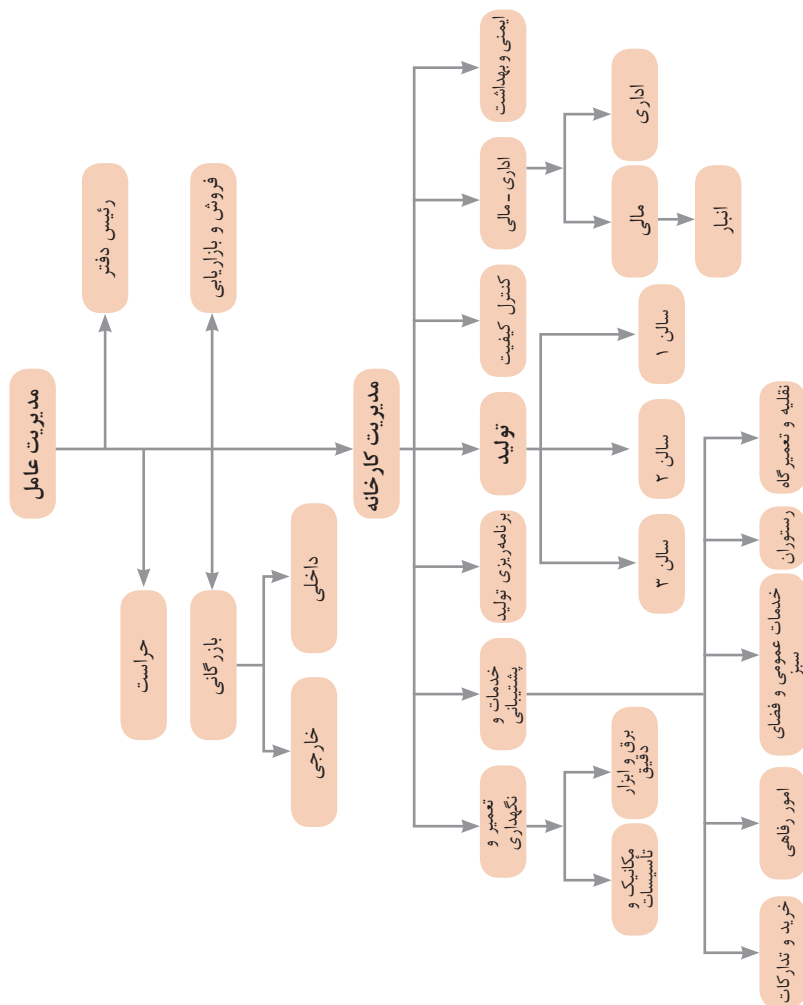 مدیریت عامل
رئیس دفتر
حراست
فروش و بازاریابی
بازرگانی
داخلی
خارجی
مدیریت کارخانه
ایمنی و بهداشت
اداری - مالی
کنترل کیفیت
تولید
برنامه‌ریزی تولید
خدمات و
پشتیبانی
تعمیر و
نگهداری
اداری
مالی
انبار
سالن ۱
سالن ۲
سالن ۳
برق و ابزار
دقیق
مکانیک و
تأسیسات
نقلیه و تعمیرگاه
رستوران
خدمات عمومی و فضای
سبز
امور رفاهی
خرید و تدارکات